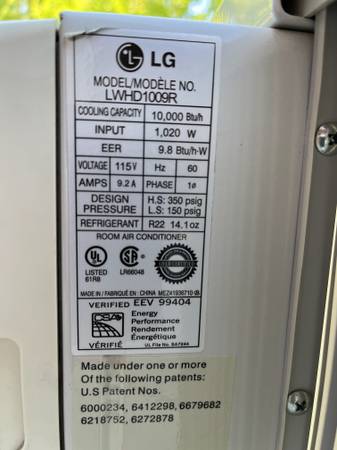 LG
MODEL/MODÈLE NO.
LWHD1009R
COOLING CAPACITY 10,000 Btu/h
INPUT 1,020 W
EER 9.8 Btu/h·W
VOLTAGE 115V Hz 60
AMPS 9.2A PHASE 1ø
DESIGN PRESSURE H.S: 350 psig
L.S: 150 psig
REFRIGERANT R22 14.1oz
ROOM AIR CONDITIONER
UL
LISTED
61R8
LR66048
MADE IN / FABRIQUÉ EN : CHINA
VERIFIED EEV 99404
CSA
VÉRIFIÉ
Energy
Performance
Rendement
Énergétique
Made under one or more
Of the following patents:
U.S Patent Nos.
6000234, 6412298, 6679682
6218752, 6272878